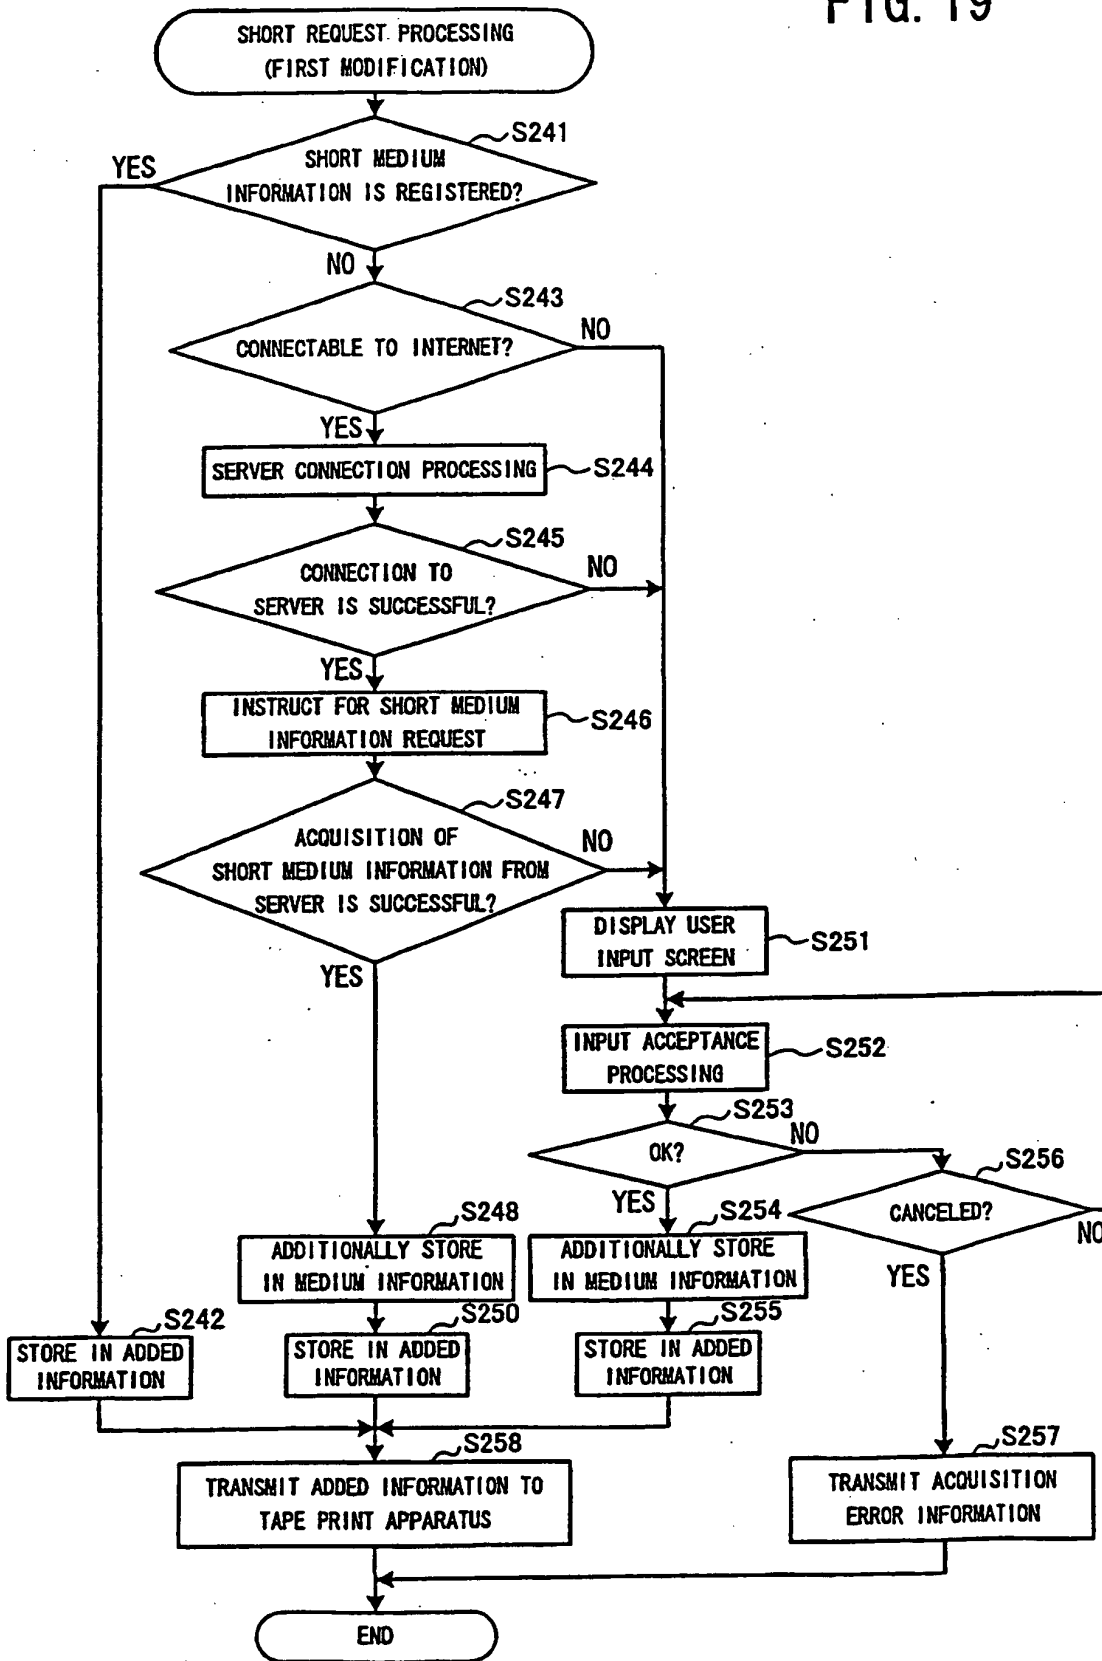 FIG. 19
SHORT REQUEST PROCESSING
(FIRST MODIFICATION)
S241
YES
SHORT MEDIUM
INFORMATION IS REGISTERED?
NO
S243
NO
CONNECTABLE TO INTERNET?
YES
SERVER CONNECTION PROCESSING
S244
S245
NO
CONNECTION TO
SERVER IS SUCCESSFUL?
YES
INSTRUCT FOR SHORT MEDIUM
INFORMATION REQUEST
S246
S247
NO
ACQUISITION OF
SHORT MEDIUM INFORMATION FROM
SERVER IS SUCCESSFUL?
YES
DISPLAY USER
INPUT SCREEN
S251
INPUT ACCEPTANCE
PROCESSING
S252
S253
NO
OK?
YES
S256
CANCELED?
NO
YES
S248
ADDITIONALLY STORE
IN MEDIUM INFORMATION
S254
ADDITIONALLY STORE
IN MEDIUM INFORMATION
S242
STORE IN ADDED
INFORMATION
S250
STORE IN ADDED
INFORMATION
S255
STORE IN ADDED
INFORMATION
S258
TRANSMIT ADDED INFORMATION TO
TAPE PRINT APPARATUS
S257
TRANSMIT ACQUISITION
ERROR INFORMATION
END